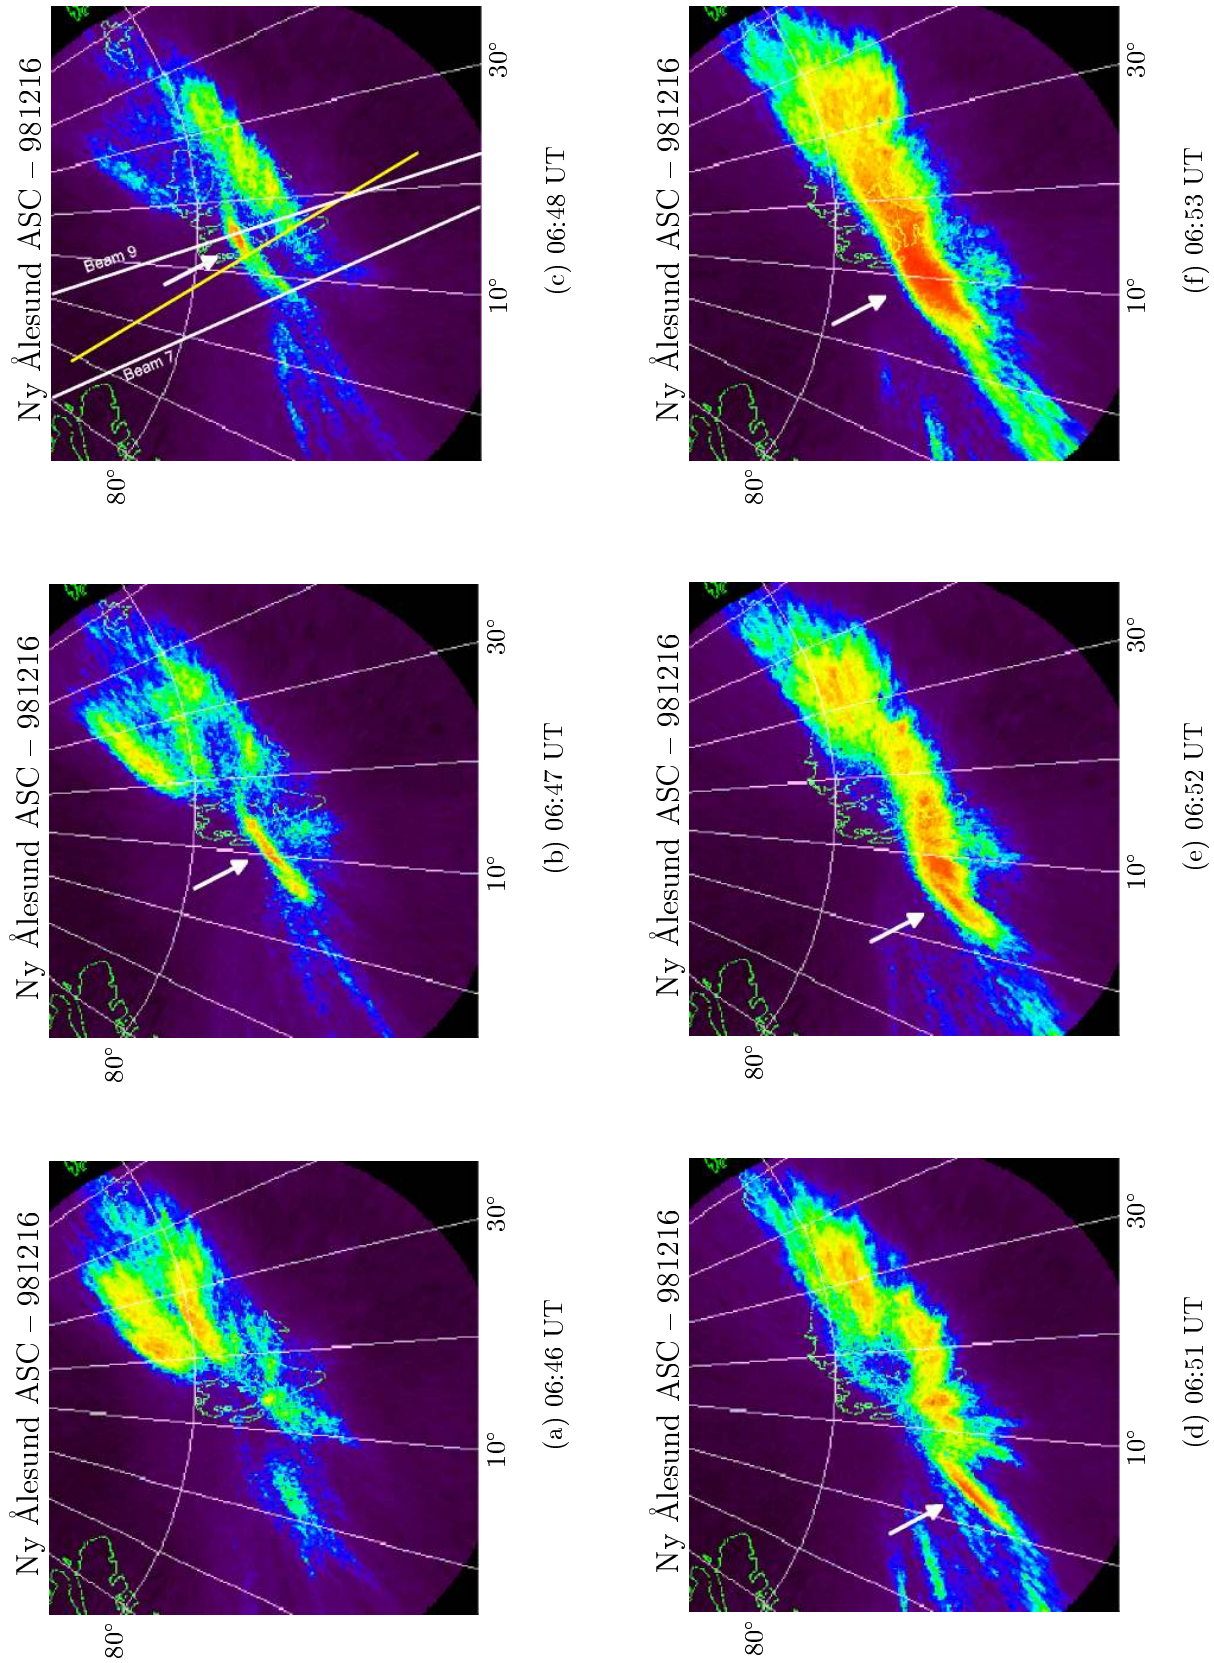 Ny Ålesund ASC – 981216
80°
10°
30°
(a) 06:46 UT
Ny Ålesund ASC – 981216
80°
10°
30°
(b) 06:47 UT
Ny Ålesund ASC – 981216
Beam 9
Beam 7
80°
10°
30°
(c) 06:48 UT
Ny Ålesund ASC – 981216
80°
10°
30°
(d) 06:51 UT
Ny Ålesund ASC – 981216
80°
10°
30°
(e) 06:52 UT
Ny Ålesund ASC – 981216
80°
10°
30°
(f) 06:53 UT